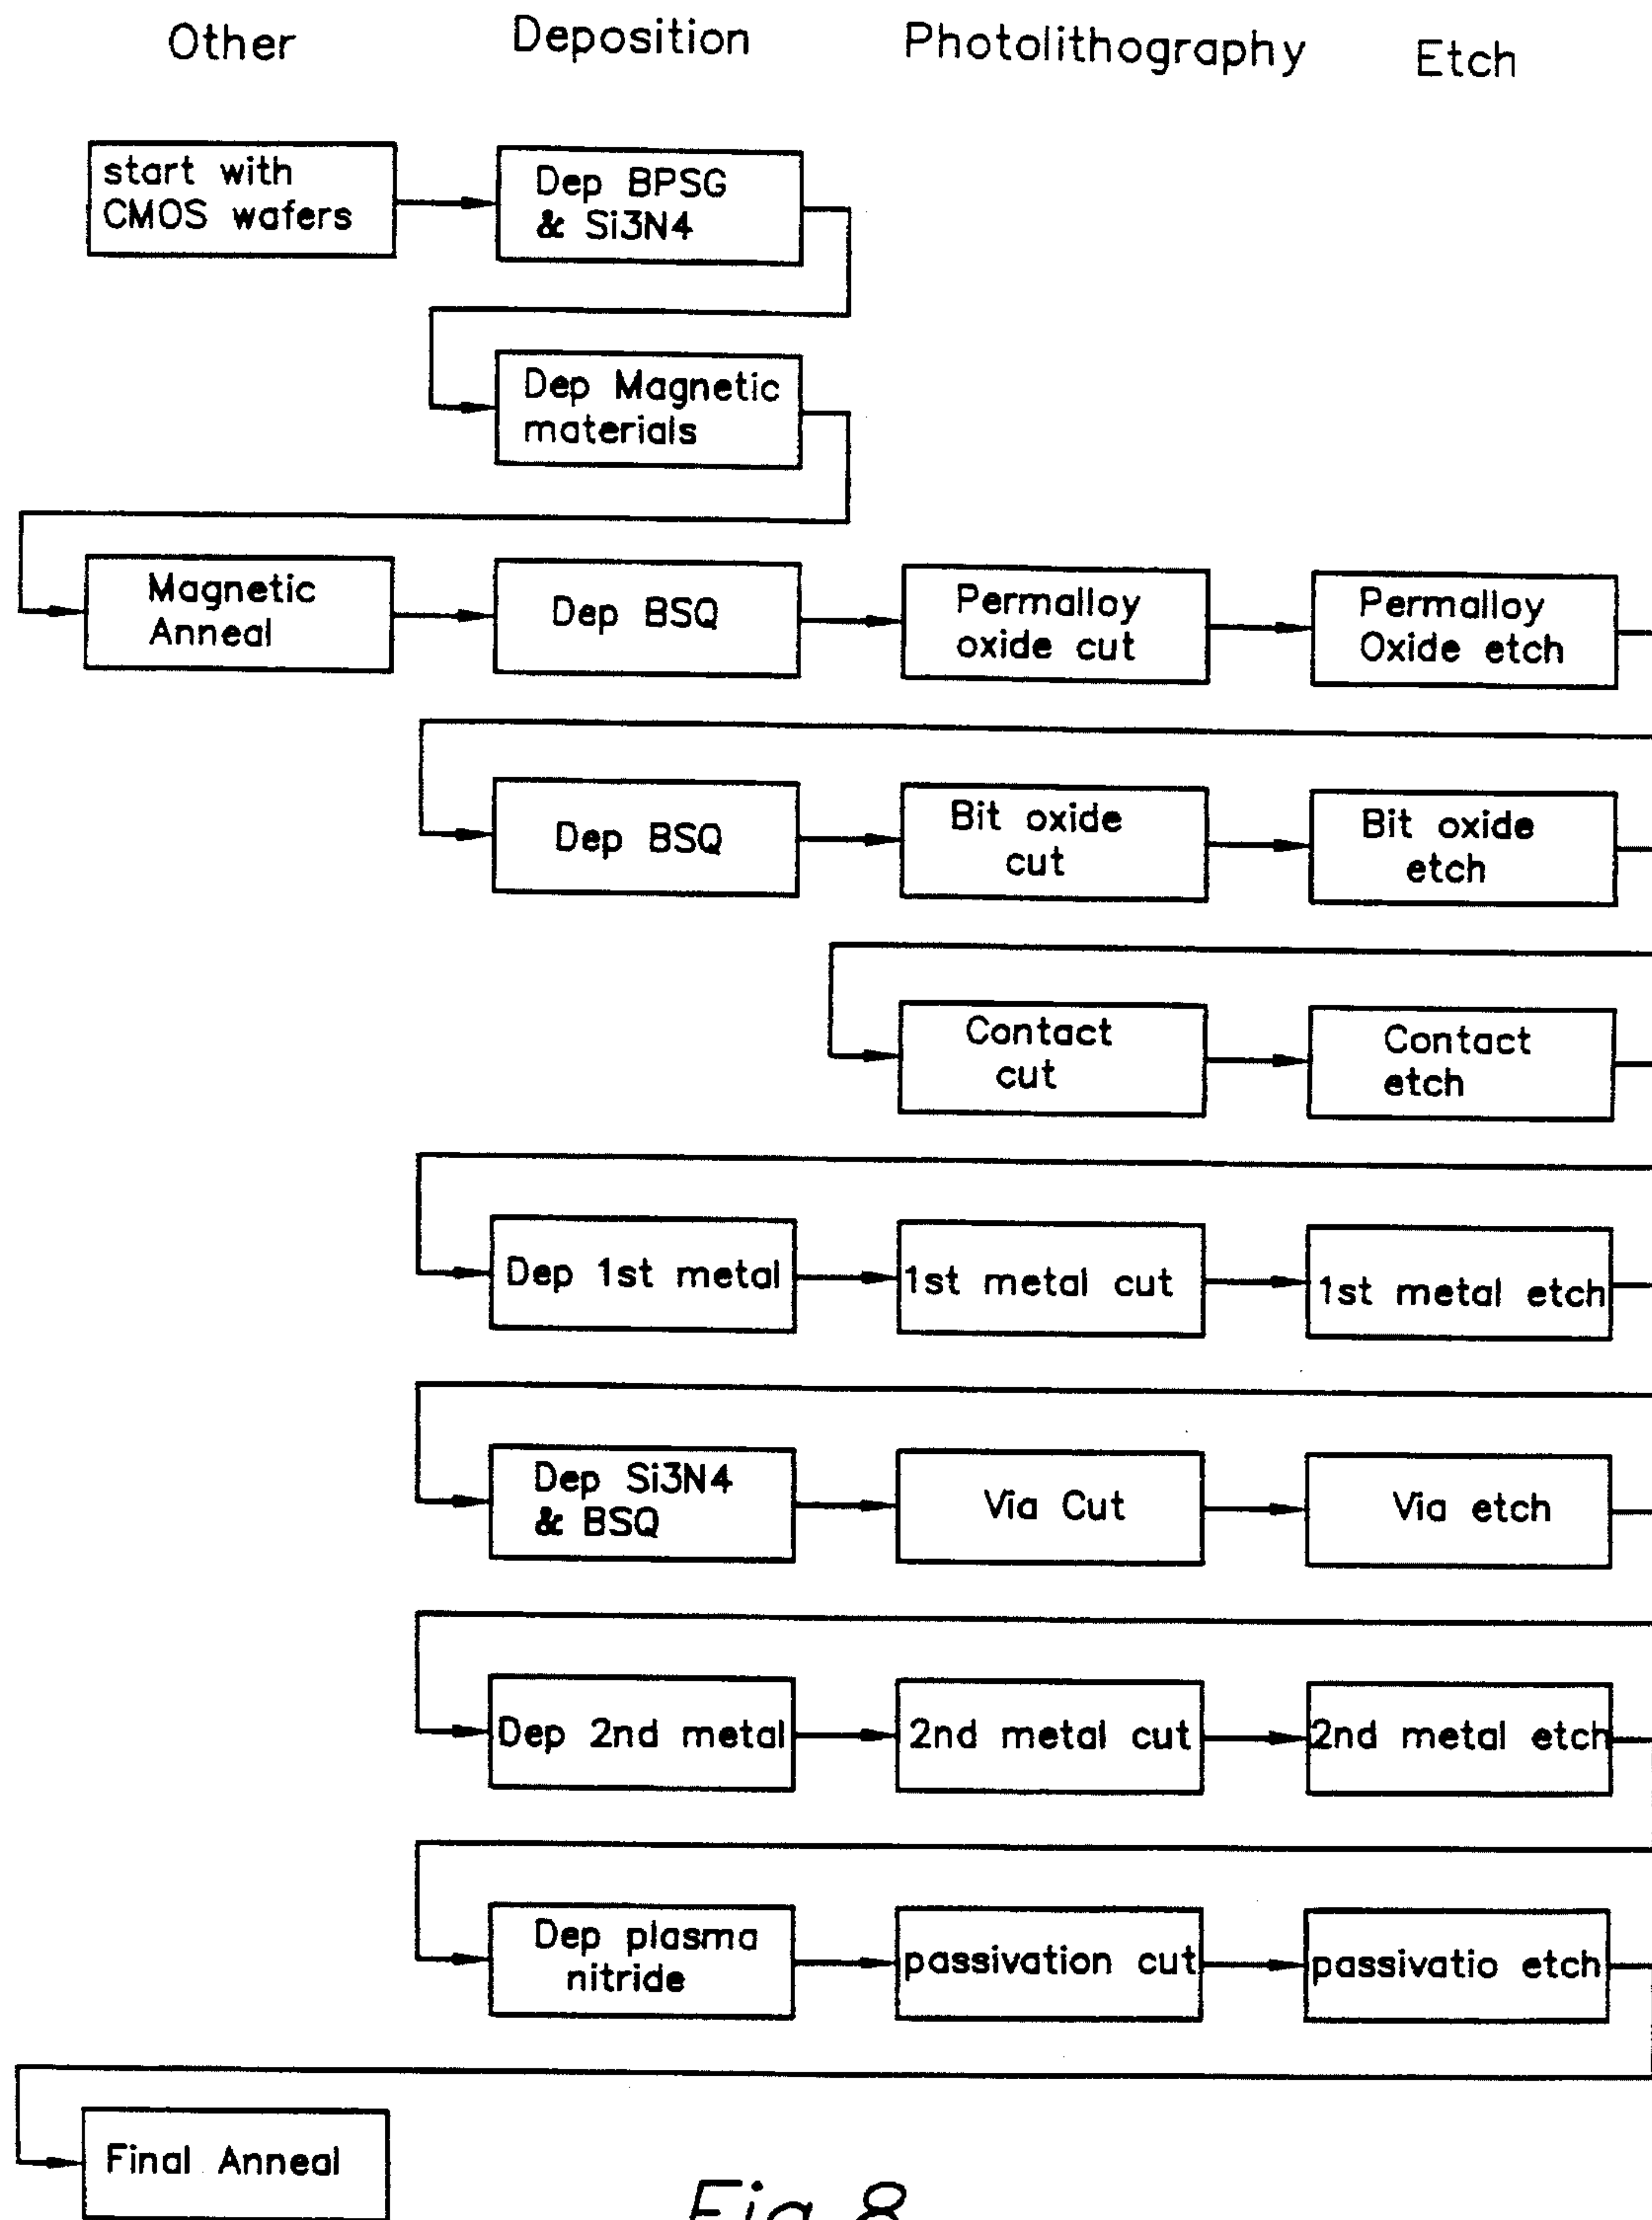 Other Deposition Photolithography Etch
start with
CMOS wafers
Dep BPSG
& Si3N4
Dep Magnetic
materials
Magnetic
Anneal
Dep BSQ
Permalloy
oxide cut
Permalloy
Oxide etch
Dep BSQ
Bit oxide
cut
Bit oxide
etch
Contact
cut
Contact
etch
Dep 1st metal
1st metal cut
1st metal etch
Dep Si3N4
& BSQ
Via Cut
Via etch
Dep 2nd metal
2nd metal cut
2nd metal etch
Dep plasma
nitride
passivation cut
passivatio etch
Final Anneal
Fig. 8